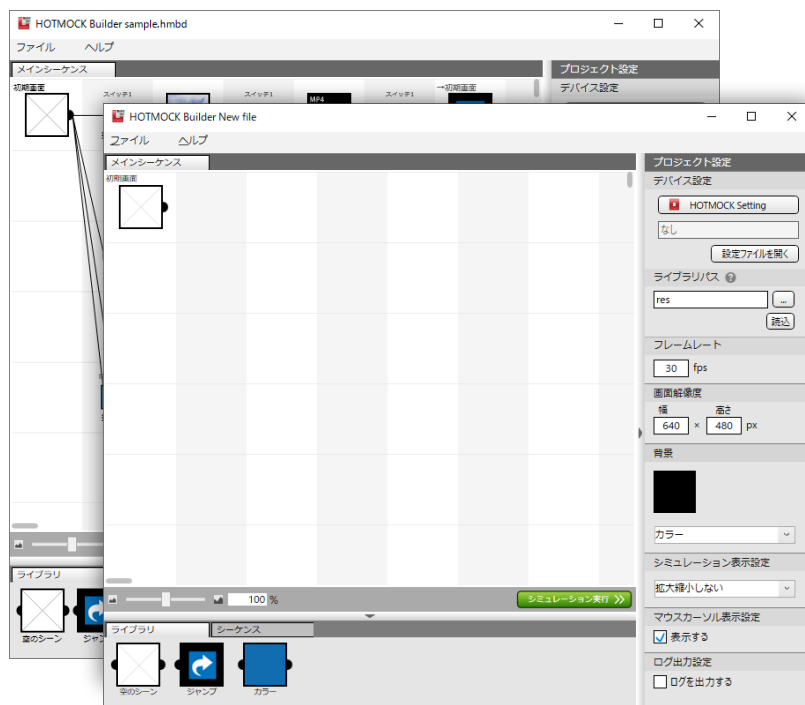 HOTMOCK Builder sample.hmbd
ファイル ヘルプ
メインシーケンス
プロジェクト設定
デバイス設定
初期画面
スイッチ1
スイッチ1
MP4
スイッチ1
→初期画面
ライブラリ
空のシーン
HOTMOCK Builder New file
ファイル ヘルプ
メインシーケンス
初期画面
100 %
シミュレーション実行
ライブラリ
シーケンス
空のシーン
ジャンプ
カラー
プロジェクト設定
デバイス設定
HOTMOCK Setting
なし
設定ファイルを開く
ライブラリパス ?
res
...
読込
フレームレート
30 fps
画面解像度
幅 高さ
640 × 480 px
背景
カラー
シミュレーション表示設定
拡大縮小しない
マウスカーソル表示設定
表示する
ログ出力設定
ログを出力する